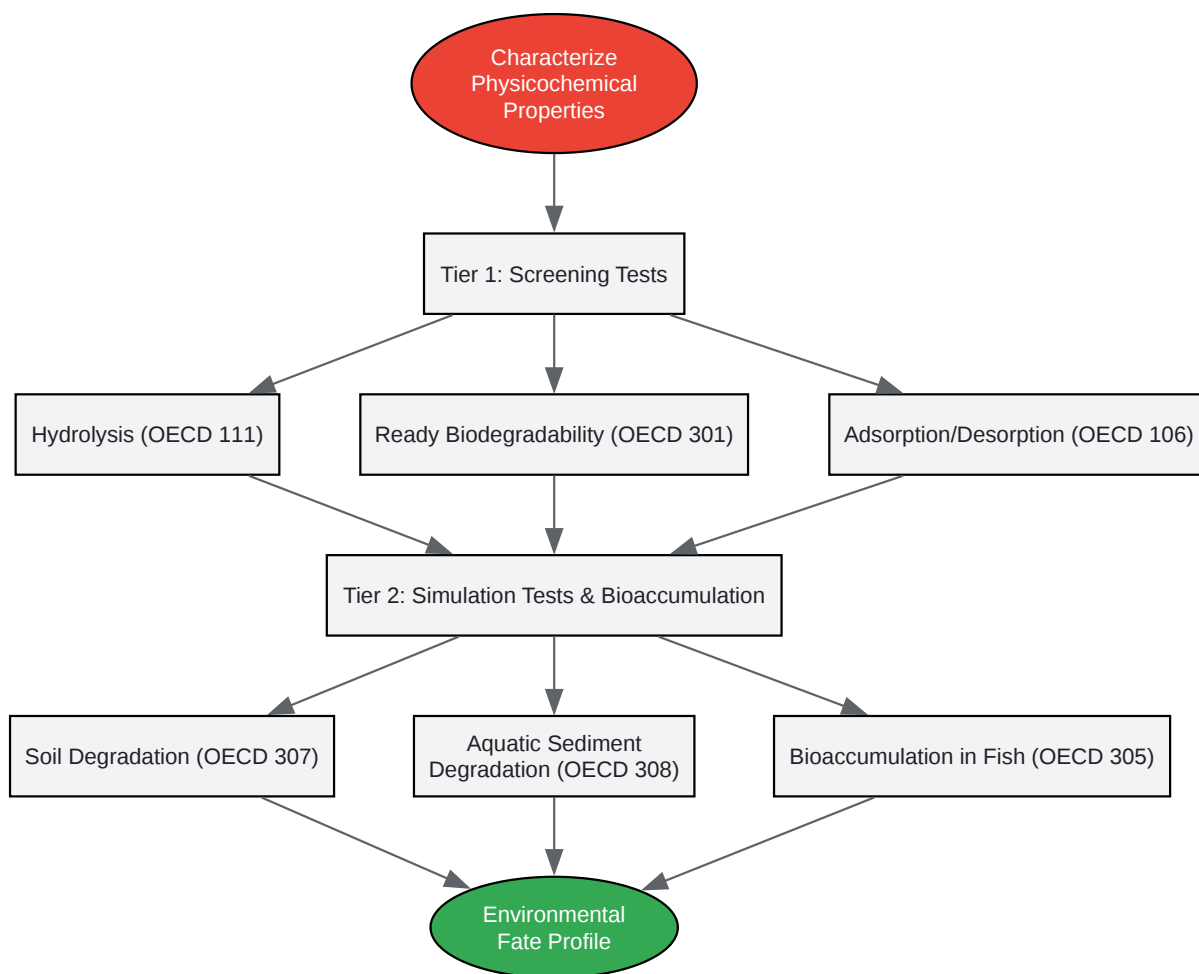 Characterize
Physicochemical
Properties
Tier 1: Screening Tests
Hydrolysis (OECD 111)
Ready Biodegradability (OECD 301)
Adsorption/Desorption (OECD 106)
Tier 2: Simulation Tests & Bioaccumulation
Soil Degradation (OECD 307)
Aquatic Sediment
Degradation (OECD 308)
Bioaccumulation in Fish (OECD 305)
Environmental
Fate Profile